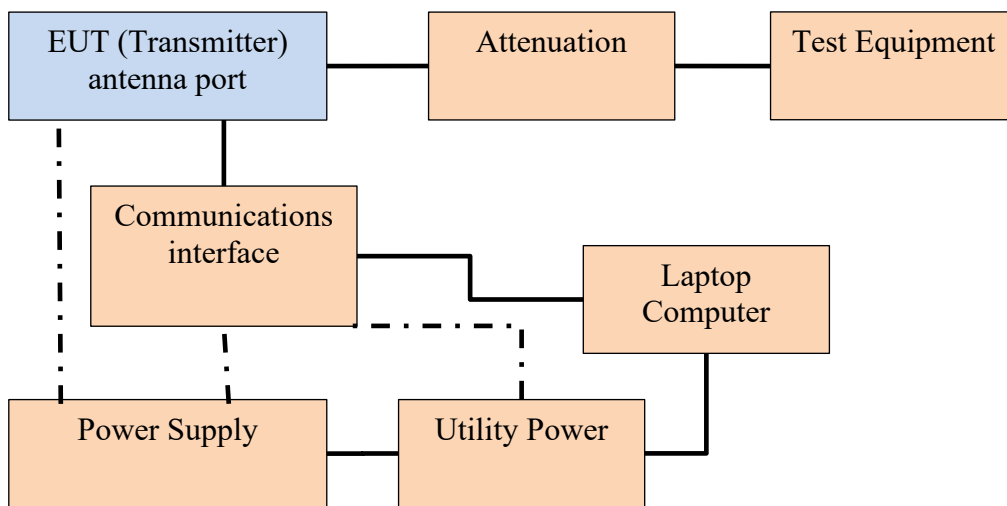 EUT (Transmitter)
antenna port
Attenuation
Test Equipment
Communications
interface
Laptop
Computer
Power Supply
Utility Power